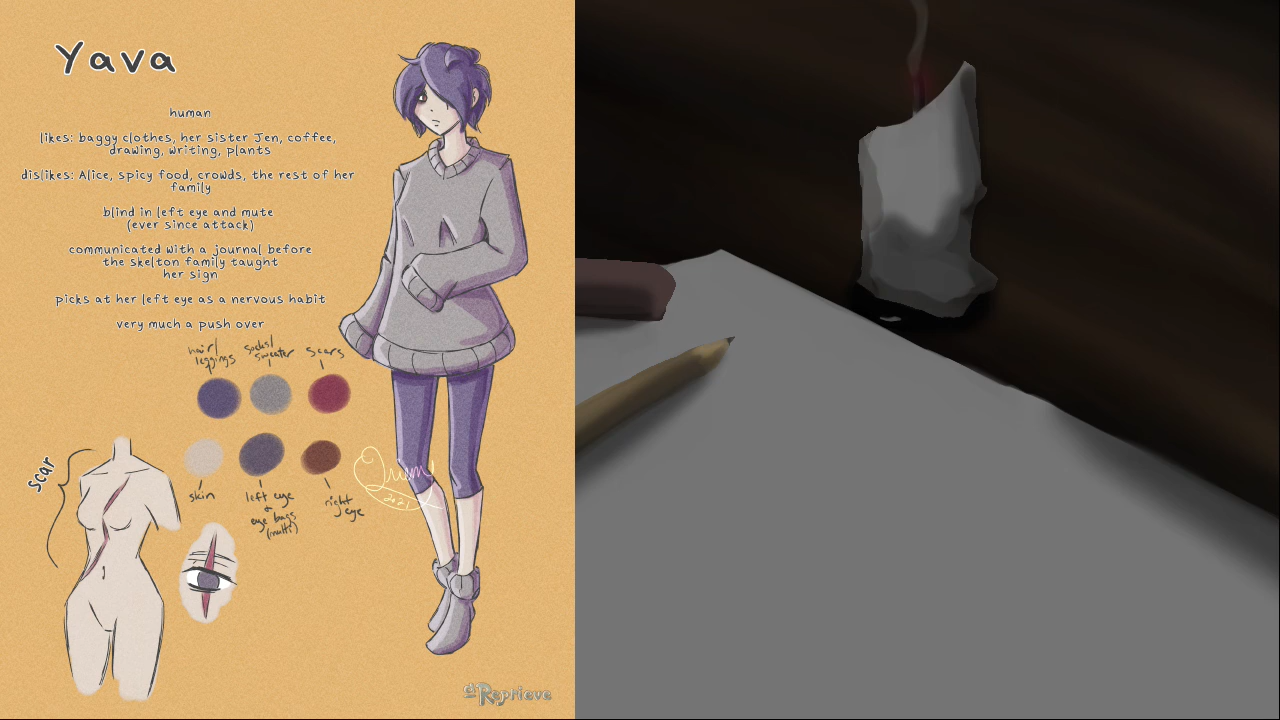 Yava
human
likes: baggy clothes, her sister Jen, coffee,
drawing, writing, plants
dislikes: Alice, spicy food, crowds, the rest of her
family
blind in left eye and mute
(ever since attack)
communicated with a journal before
the skelton family taught
her sign
picks at her left eye as a nervous habit
very much a push over
hair/
leggings
socks/
sweater
scars
skin
left eye
+
eye bags
(multi)
right
eye
scar
2021
Reprieve